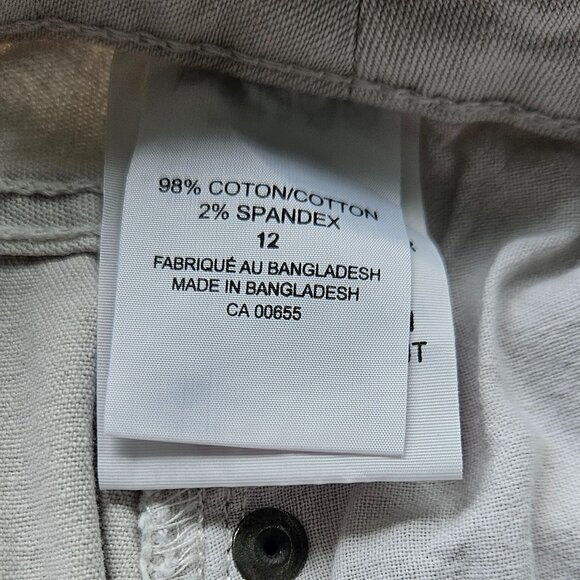 98% COTON/COTTON
2% SPANDEX
12
FABRIQUÉ AU BANGLADESH
MADE IN BANGLADESH
CA 00655